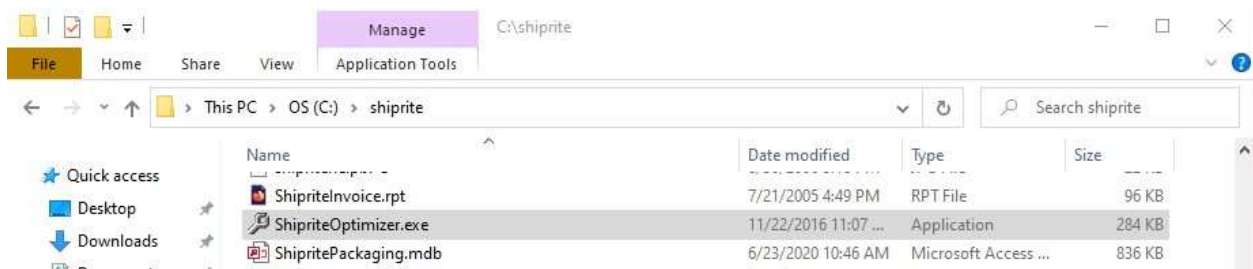 Manage C:\shiprite
File Home Share View Application Tools
This PC > OS (C:) > shiprite Search shiprite
Name Date modified Type Size
Quick access
ShipriteInvoice.rpt 7/21/2005 4:49 PM RPT File 96 KB
Desktop
ShipriteOptimizer.exe 11/22/2016 11:07 ... Application 284 KB
Downloads
ShipritePackaging.mdb 6/23/2020 10:46 AM Microsoft Access ... 836 KB